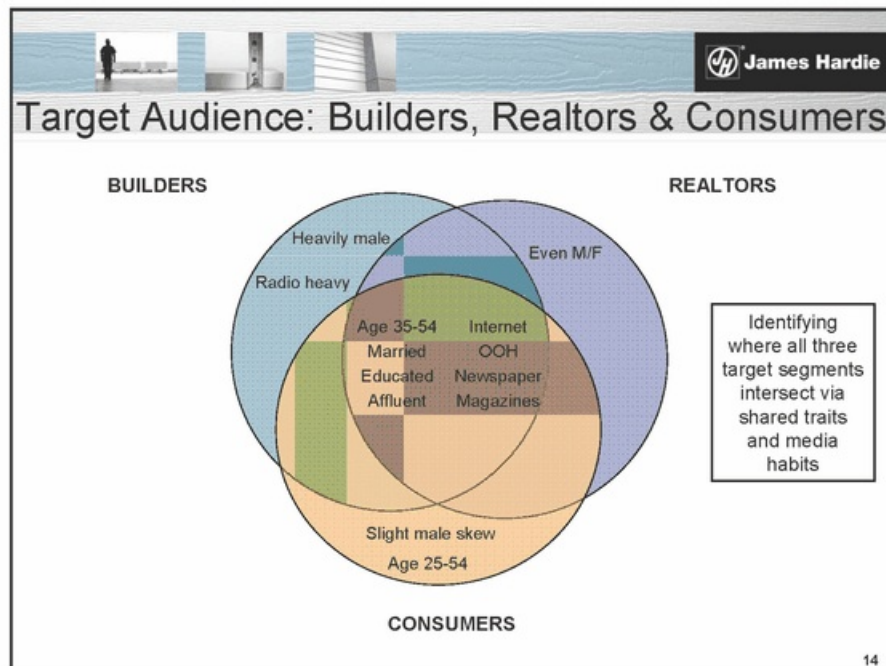 JH James Hardie
Target Audience: Builders, Realtors & Consumers
BUILDERS
REALTORS
Heavily male
Even M/F
Radio heavy
Age 35-54 Internet
Married OOH
Educated Newspaper
Affluent Magazines
Identifying
where all three
target segments
intersect via
shared traits
and media
habits
Slight male skew
Age 25-54
CONSUMERS
14